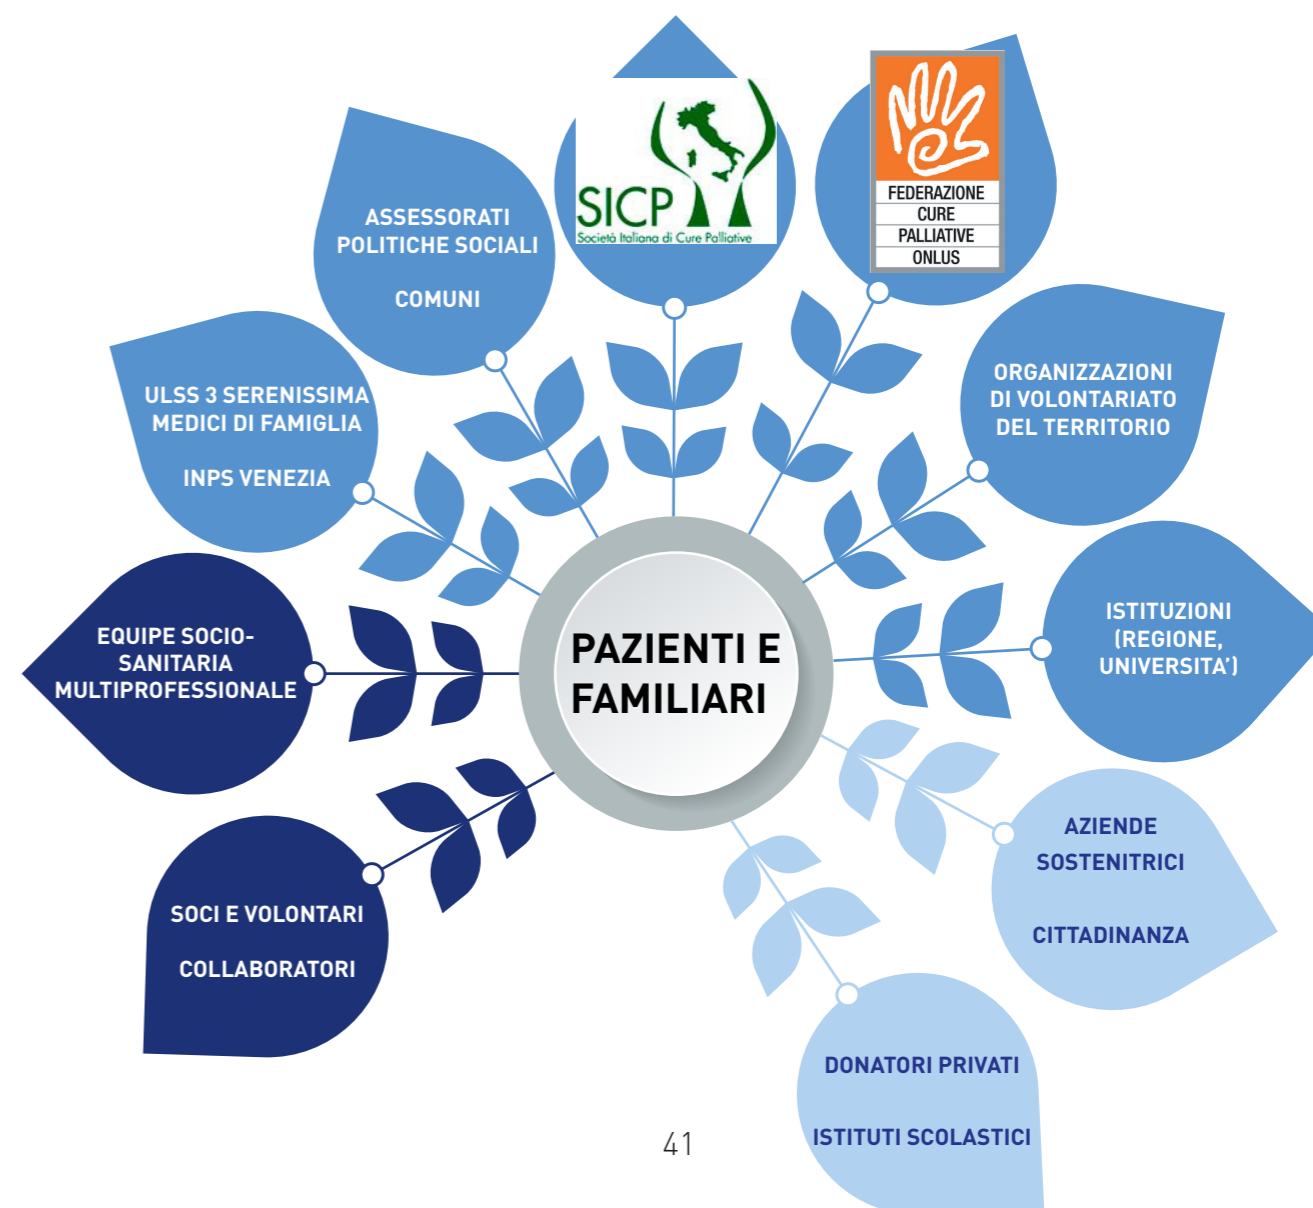 SICP
Società Italiana di Cure Palliative
FEDERAZIONE
CURE
PALLIATIVE
ONLUS
ASSESSORATI
POLITICHE SOCIALI
COMUNI
ULSS 3 SERENISSIMA
MEDICI DI FAMIGLIA
INPS VENEZIA
ORGANIZZAZIONI
DI VOLONTARIATO
DEL TERRITORIO
EQUIPE SOCIO-
SANITARIA
MULTIPROFESSIONALE
PAZIENTI E
FAMILIARI
ISTITUZIONI
(REGIONE,
UNIVERSITA’)
SOCI E VOLONTARI
COLLABORATORI
AZIENDE
SOSTENITRICI
CITTADINANZA
DONATORI PRIVATI
ISTITUTI SCOLASTICI
41